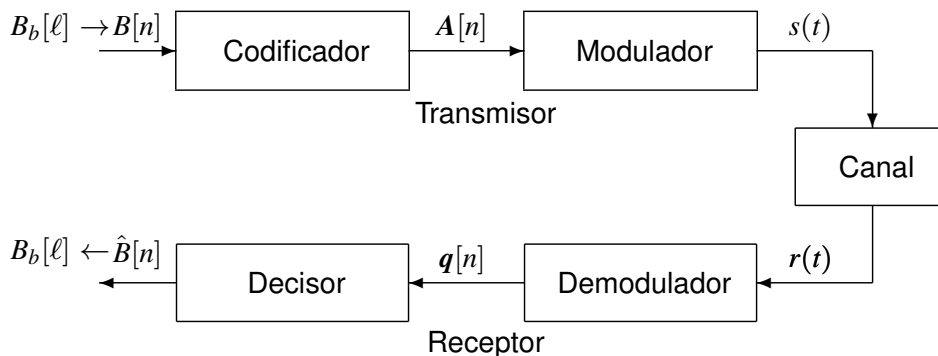 B_b[ℓ] → B[n]
Codificador
A[n]
Modulador
s(t)
Transmisor
Canal
B_b[ℓ] ← B̂[n]
Decisor
q[n]
Demodulador
r(t)
Receptor